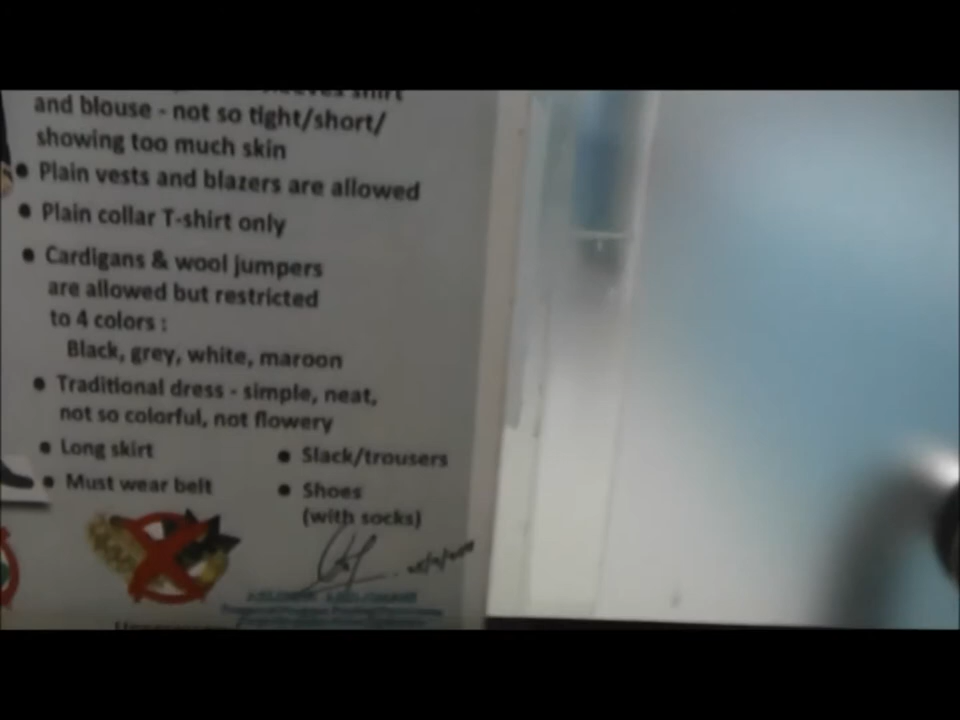 shirt
and blouse - not so tight/short/
showing too much skin
• Plain vests and blazers are allowed
• Plain collar T-shirt only
• Cardigans & wool jumpers
are allowed but restricted
to 4 colors :
Black, grey, white, maroon
• Traditional dress - simple, neat,
not so colorful, not flowery
• Long skirt
• Slack/trousers
• Must wear belt
• Shoes
(with socks)